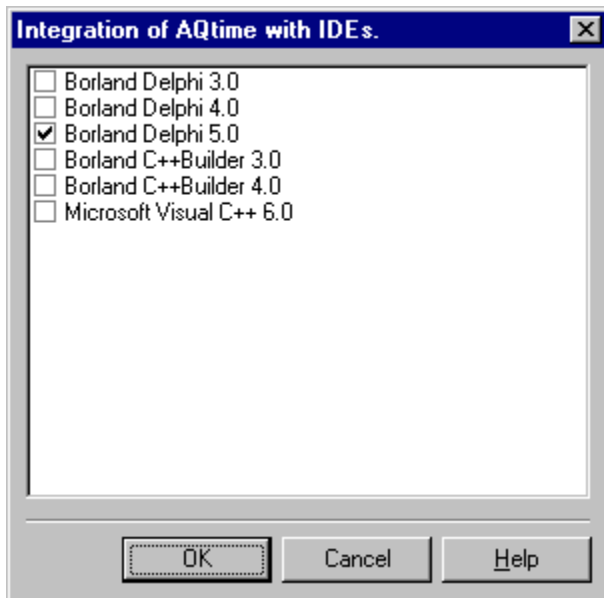 Integration of AQtime with IDEs.
Borland Delphi 3.0
Borland Delphi 4.0
Borland Delphi 5.0
Borland C++Builder 3.0
Borland C++Builder 4.0
Microsoft Visual C++ 6.0
OK Cancel Help